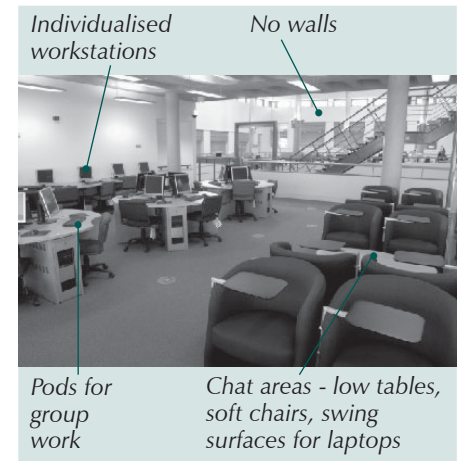 Individualised
workstations
No walls
Pods for
group
work
Chat areas - low tables,
soft chairs, swing
surfaces for laptops